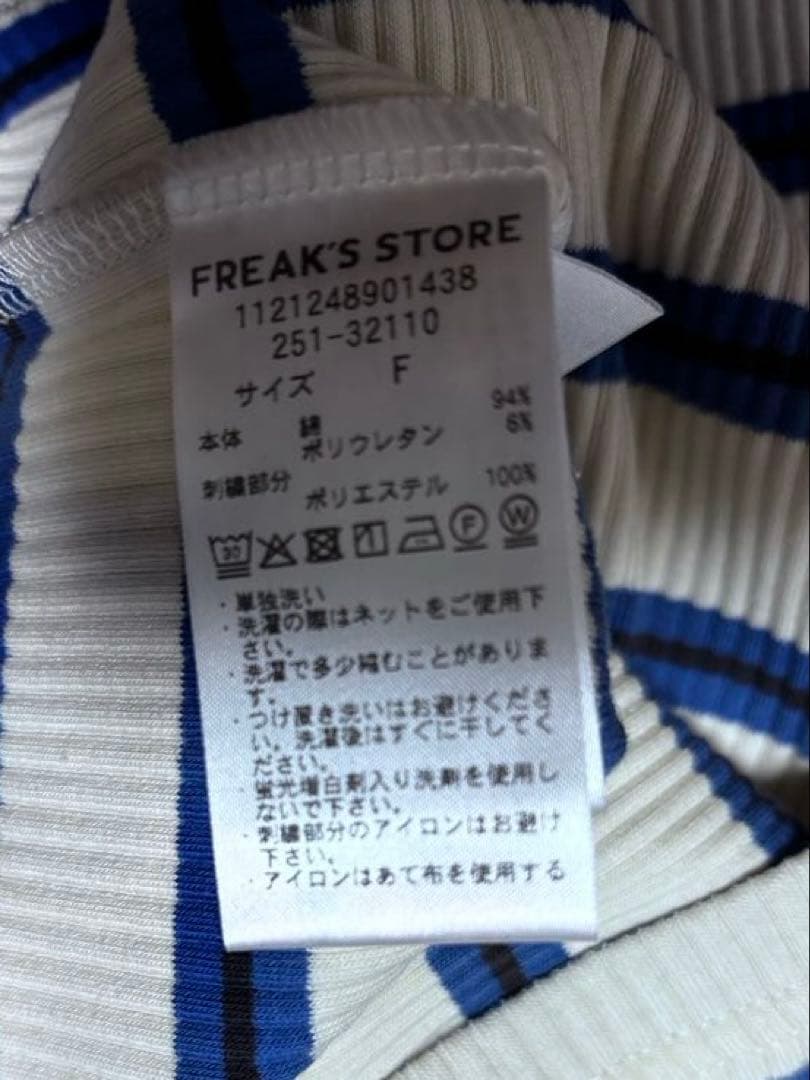 FREAK'S STORE
1121248901438
251-32110
サイズ F
本体 綿 94%
ポリウレタン 6%
刺繍部分 ポリエステル 100%
30 F W
・単独洗い
・洗濯の際はネットをご使用下
さい。
・洗濯で多少縮むことがありま
す。
・つけ置き洗いはお避けくださ
い。洗濯後はすぐに干してく
ださい。
・蛍光増白剤入り洗剤を使用し
ないで下さい。
・刺繍部分のアイロンはお避け
下さい。
・アイロンはあて布を使用する